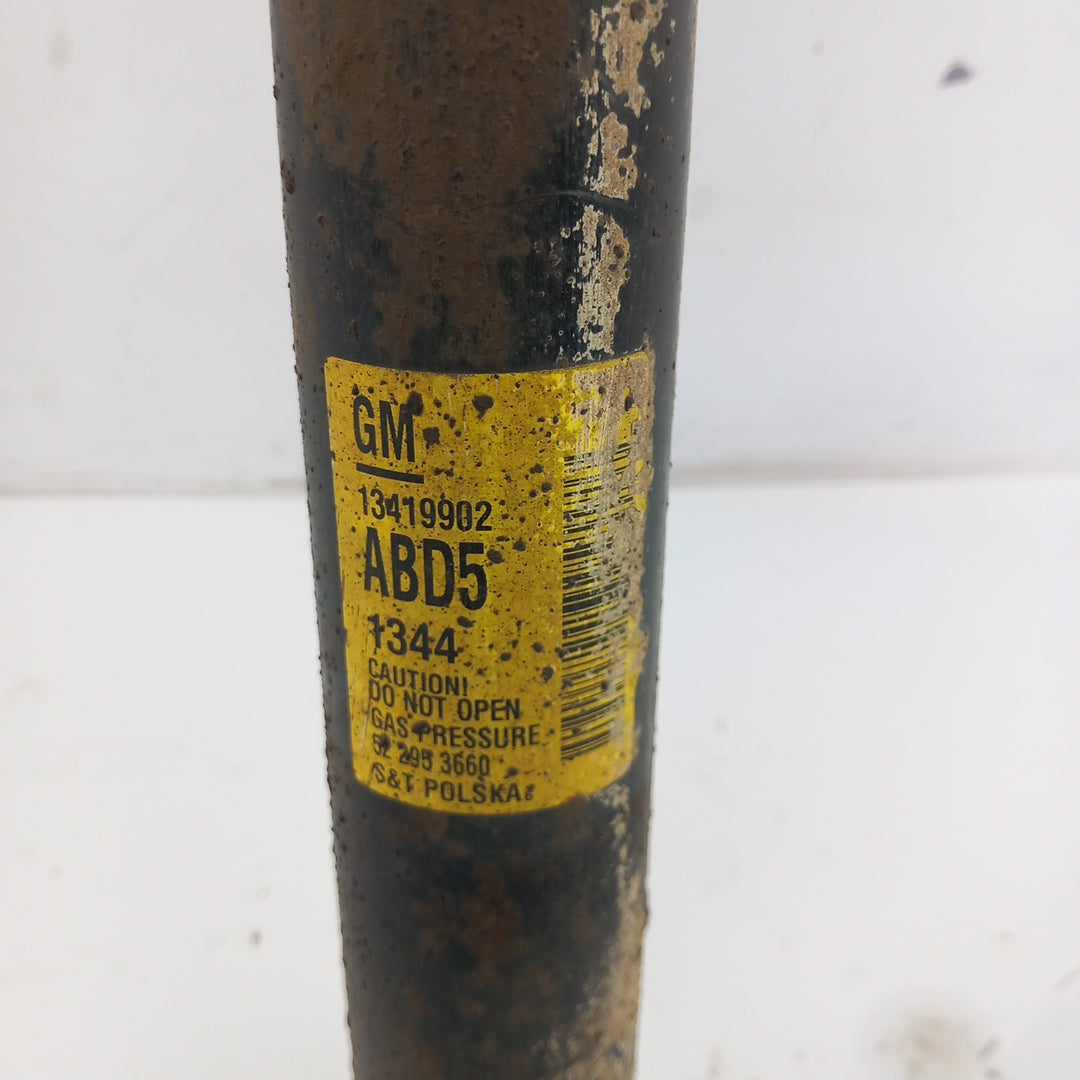 GM
13419902
ABD5
1344
CAUTION!
DO NOT OPEN
GAS PRESSURE
52 295 3660
S&T POLSKA